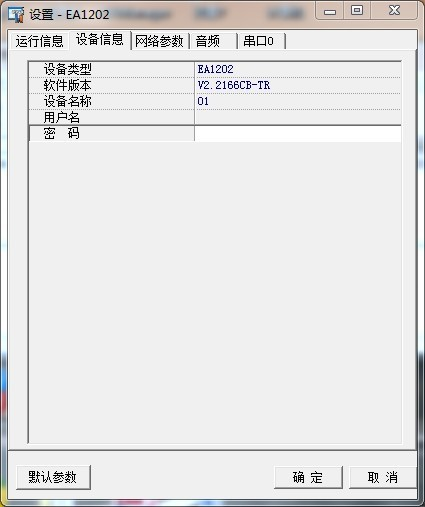 设置 - EA1202
运行信息 设备信息 网络参数 音频 串口0
设备类型 EA1202
软件版本 V2.2166CB-TR
设备名称 01
用户名
密 码
默认参数 确 定 取 消